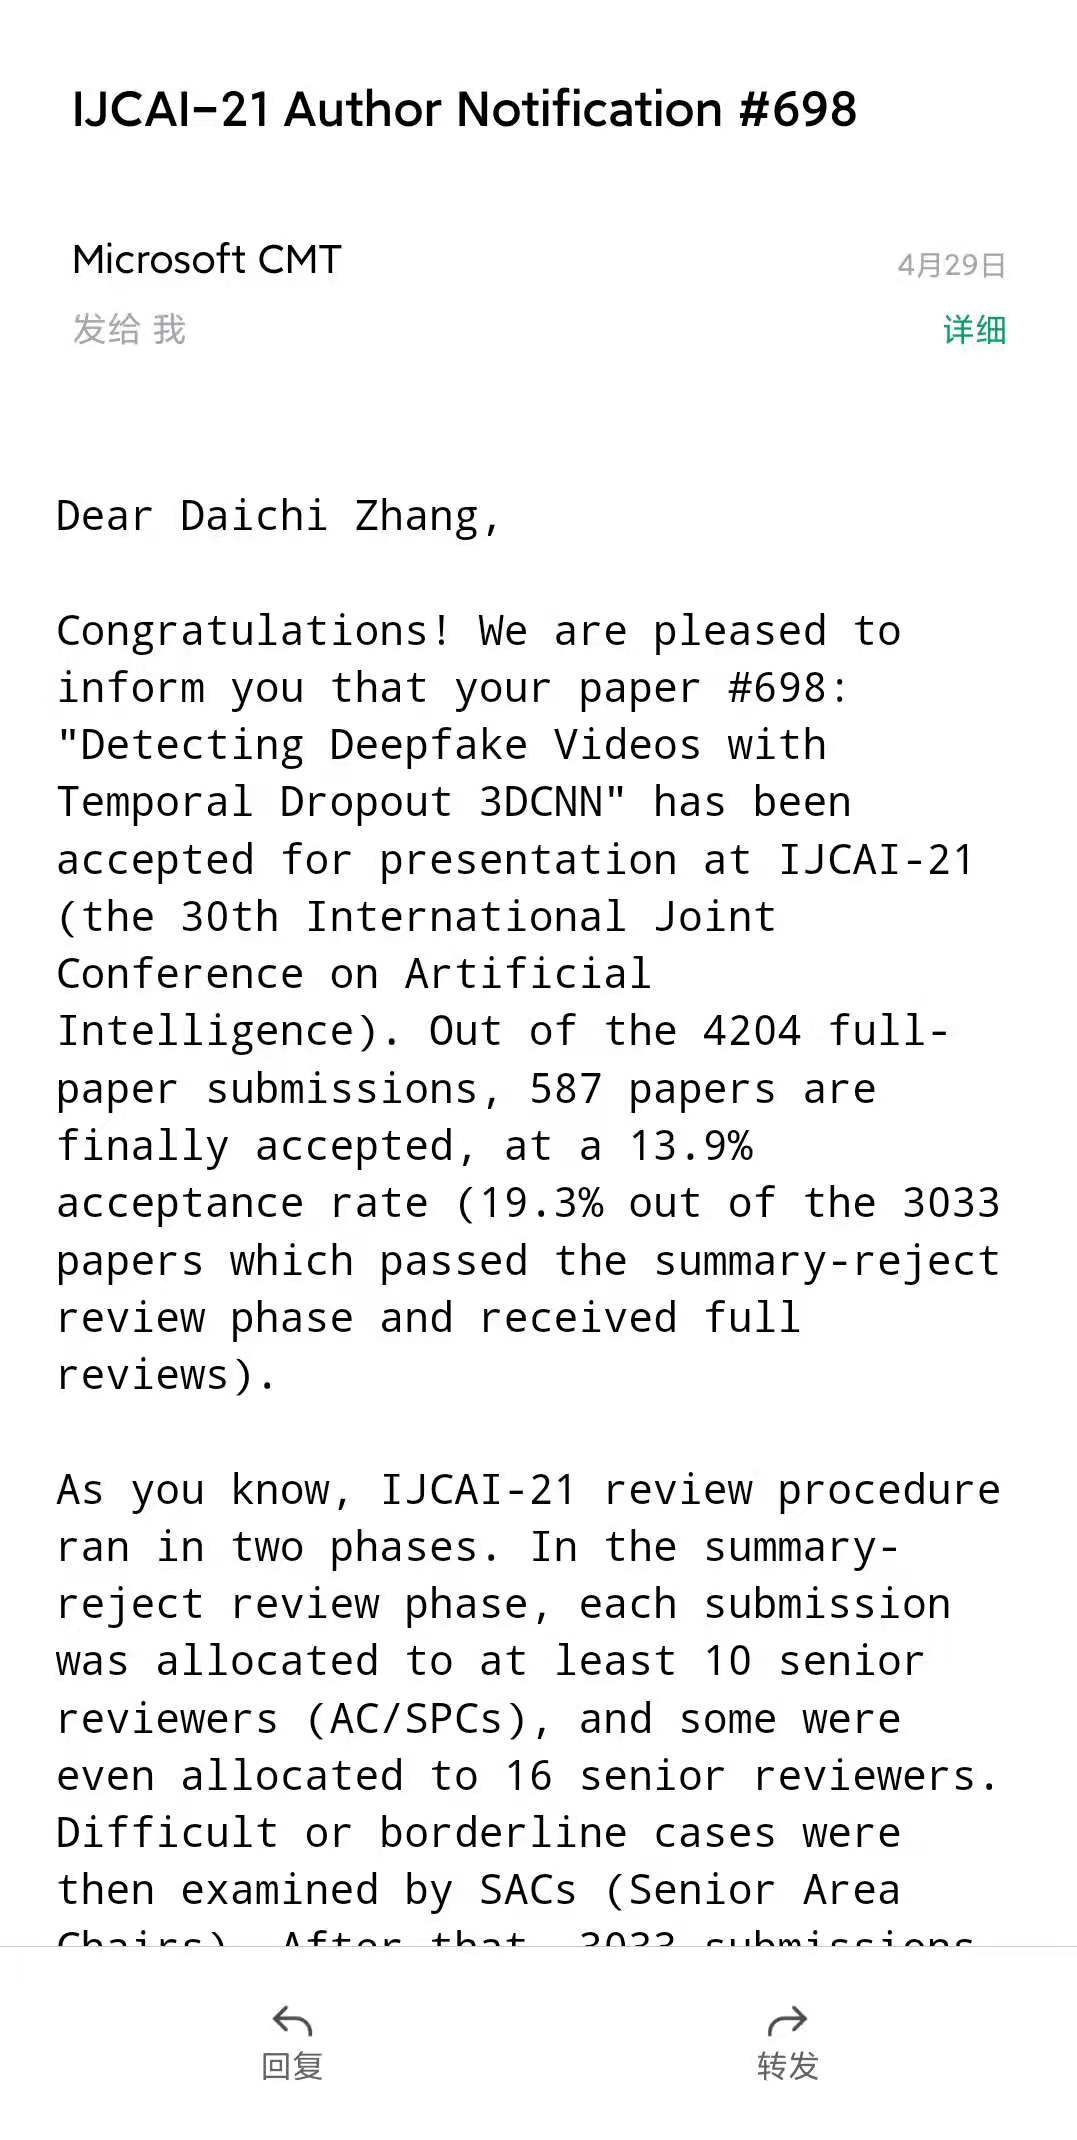 IJCAI-21 Author Notification #698
Microsoft CMT
4月29日
发给 我
详细
Dear Daichi Zhang,
Congratulations! We are pleased to
inform you that your paper #698:
"Detecting Deepfake Videos with
Temporal Dropout 3DCNN" has been
accepted for presentation at IJCAI-21
(the 30th International Joint
Conference on Artificial
Intelligence). Out of the 4204 full-
paper submissions, 587 papers are
finally accepted, at a 13.9%
acceptance rate (19.3% out of the 3033
papers which passed the summary-reject
review phase and received full
reviews).
As you know, IJCAI-21 review procedure
ran in two phases. In the summary-
reject review phase, each submission
was allocated to at least 10 senior
reviewers (AC/SPCs), and some were
even allocated to 16 senior reviewers.
Difficult or borderline cases were
then examined by SACs (Senior Area
Chairs). After that, 3033 submissions
回复
转发